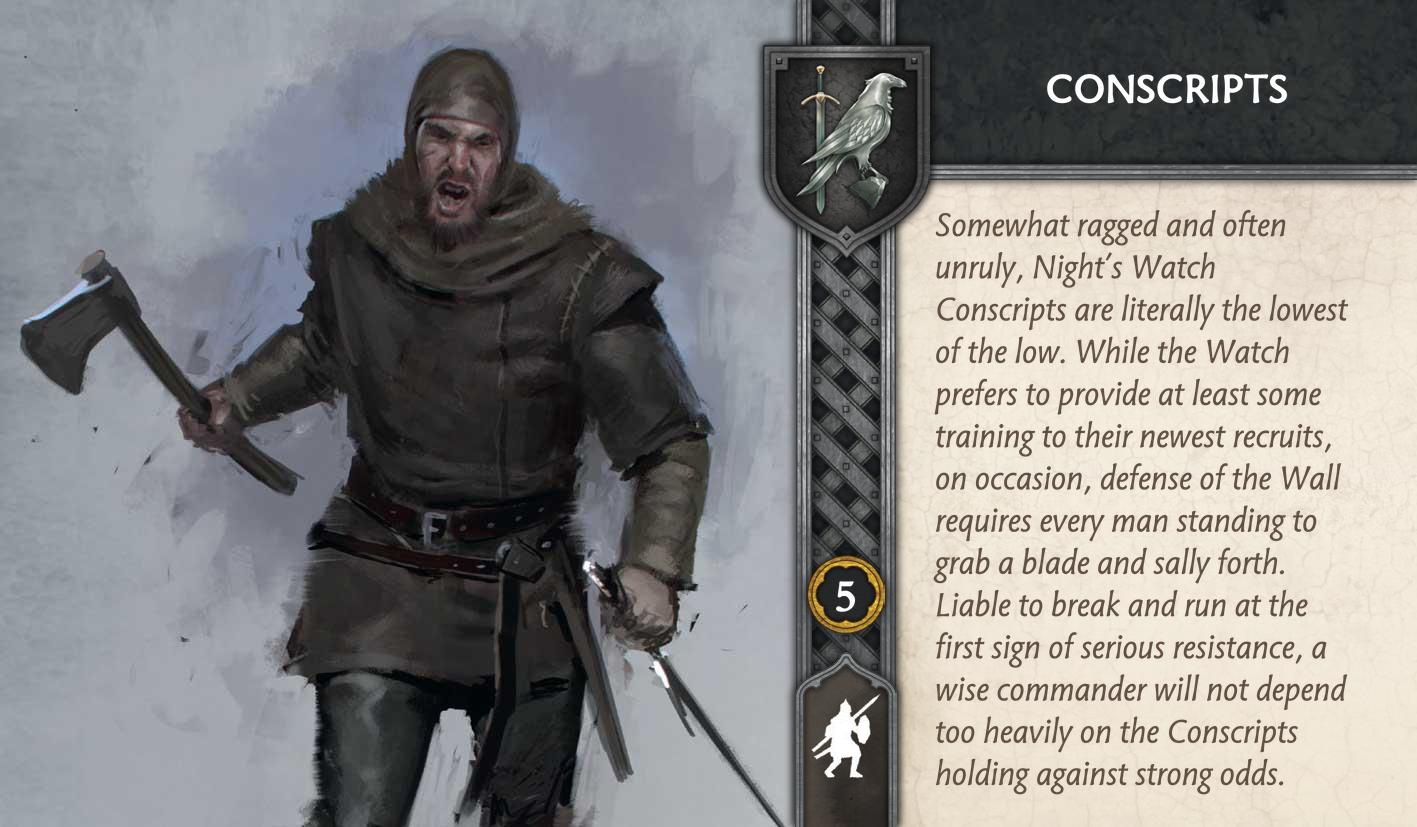 CONSCRIPTS
Somewhat ragged and often
unruly, Night's Watch
Conscripts are literally the lowest
of the low. While the Watch
prefers to provide at least some
training to their newest recruits,
on occasion, defense of the Wall
requires every man standing to
grab a blade and sally forth.
Liable to break and run at the
first sign of serious resistance, a
wise commander will not depend
too heavily on the Conscripts
holding against strong odds.
5